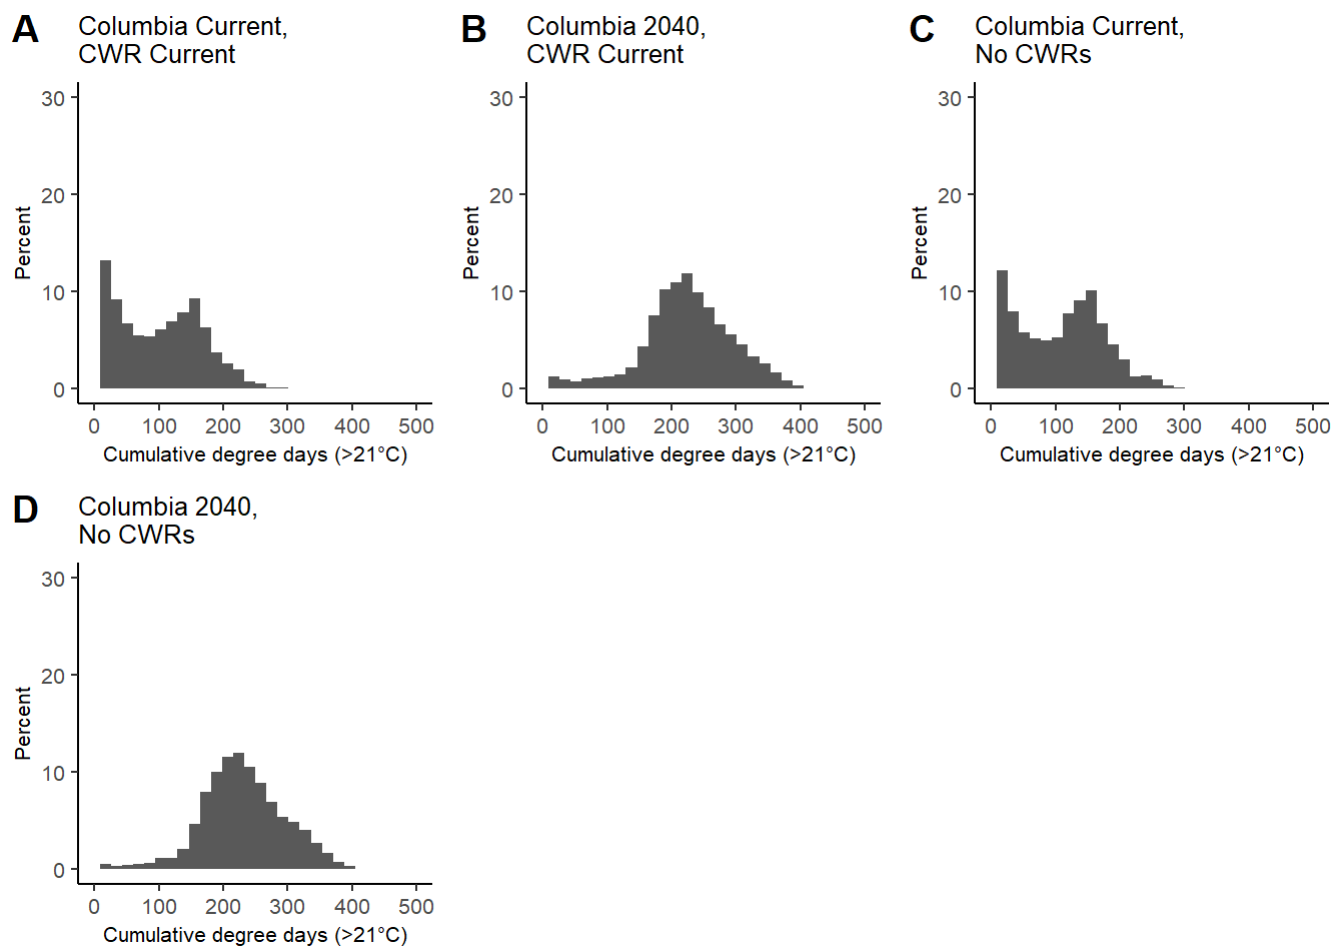 A
Columbia Current,
CWR Current
30
20
10
0
Percent
0 100 200 300 400 500
Cumulative degree days (>21°C)
B
Columbia 2040,
CWR Current
30
20
10
0
Percent
0 100 200 300 400 500
Cumulative degree days (>21°C)
C
Columbia Current,
No CWRs
30
20
10
0
Percent
0 100 200 300 400 500
Cumulative degree days (>21°C)
D
Columbia 2040,
No CWRs
30
20
10
0
Percent
0 100 200 300 400 500
Cumulative degree days (>21°C)